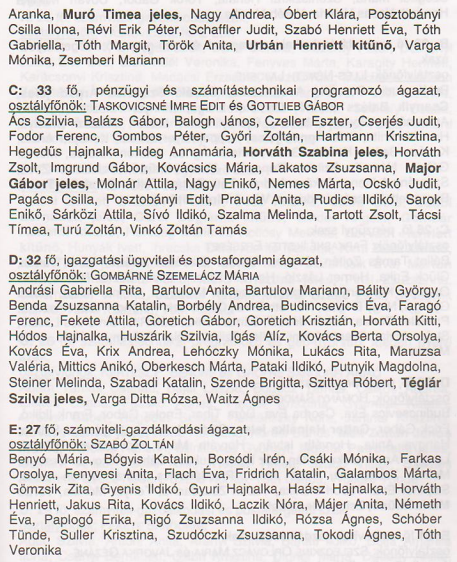 Aranka, Muró Tímea jeles, Nagy Andrea, Óbert Klára, Posztobányi
Csilla Ilona, Révi Erik Péter, Schaffler Judit, Szabó Henriett Éva, Tóth
Gabriella, Tóth Margit, Török Anita, Urbán Henriett kitűnő, Varga
Mónika, Zsemberi Mariann
C: 33 fő, pénzügyi és számítástechnikai programozó ágazat,
osztályfőnök: TASKOVICSNÉ IMRE EDIT és GOTTLIEB GÁBOR
Ács Szilvia, Balázs Gábor, Balogh János, Czeller Eszter, Cserjés Judit,
Fodor Ferenc, Gombos Péter, Győri Zoltán, Hartmann Krisztina,
Hegedűs Hajnalka, Hideg Annamária, Horváth Szabina jeles, Horváth
Zsolt, Imgrund Gábor, Kovácsics Mária, Lakatos Zsuzsanna, Major
Gábor jeles, Molnár Attila, Nagy Enikő, Nemes Márta, Ocskó Judit,
Pagács Csilla, Posztobányi Edit, Prauda Anita, Rudics Ildikó, Sarok
Enikő, Sárközi Attila, Sívó Ildikó, Szalma Melinda, Tartott Zsolt, Tácsi
Tímea, Turú Zoltán, Vinkó Zoltán Tamás
D: 32 fő, igazgatási ügyviteli és postaforgalmi ágazat,
osztályfőnök: GOMBÁRNÉ SZEMELÁCZ MÁRIA
Andrási Gabriella Rita, Bartulov Anita, Bartulov Mariann, Bálity György,
Benda Zsuzsanna Katalin, Borbély Andrea, Budincsevics Éva, Faragó
Ferenc, Fekete Attila, Goretich Gábor, Goretich Krisztián, Horváth Kitti,
Hódos Hajnalka, Huszárik Szilvia, Igás Alíz, Kovács Berta Orsolya,
Kovács Éva, Krix Andrea, Lehóczky Mónika, Lukács Rita, Maruzsa
Valéria, Mittics Anikó, Oberkesch Márta, Pataki Ildikó, Putnyik Magdolna,
Steiner Melinda, Szabadi Katalin, Szende Brigitta, Szittya Róbert, Téglár
Szilvia jeles, Varga Ditta Rózsa, Waitz Ágnes
E: 27 fő, számviteli-gazdálkodási ágazat,
osztályfőnök: SZABÓ ZOLTÁN
Benyó Mária, Bógyis Katalin, Borsódi Irén, Csáki Mónika, Farkas
Orsolya, Fenyvesi Anita, Flach Éva, Fridrich Katalin, Galambos Márta,
Gömzsik Zita, Gyenis Ildikó, Gyuri Hajnalka, Haász Hajnalka, Horváth
Henriett, Jakus Rita, Kovács Ildikó, Laczik Nóra, Májer Anita, Németh
Éva, Paplogó Erika, Rigó Zsuzsanna Ildikó, Rózsa Ágnes, Schóber
Tünde, Suller Krisztina, Szudóczki Zsuzsanna, Tokodi Ágnes, Tóth
Veronika